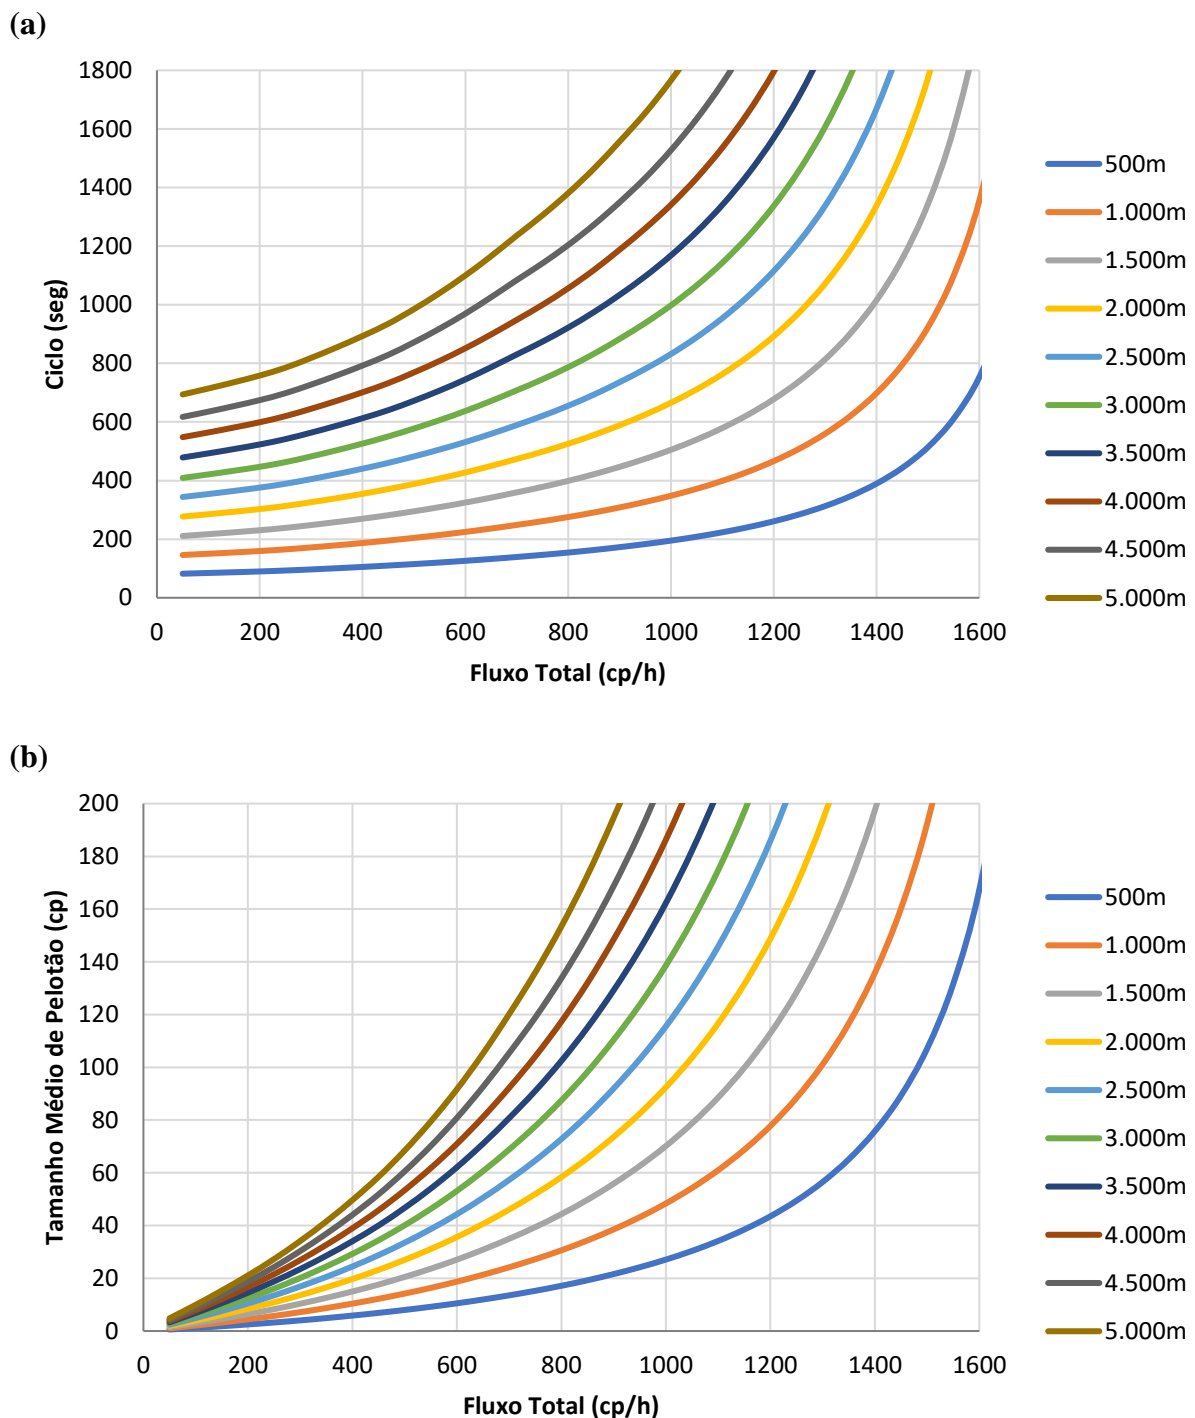 (a)
1800
1600
1400
1200
1000
800
600
400
200
0
Ciclo (seg)
0 200 400 600 800 1000 1200 1400 1600
Fluxo Total (cp/h)
500m
1.000m
1.500m
2.000m
2.500m
3.000m
3.500m
4.000m
4.500m
5.000m
(b)
200
180
160
140
120
100
80
60
40
20
0
Tamanho Médio de Pelotão (cp)
0 200 400 600 800 1000 1200 1400 1600
Fluxo Total (cp/h)
500m
1.000m
1.500m
2.000m
2.500m
3.000m
3.500m
4.000m
4.500m
5.000m